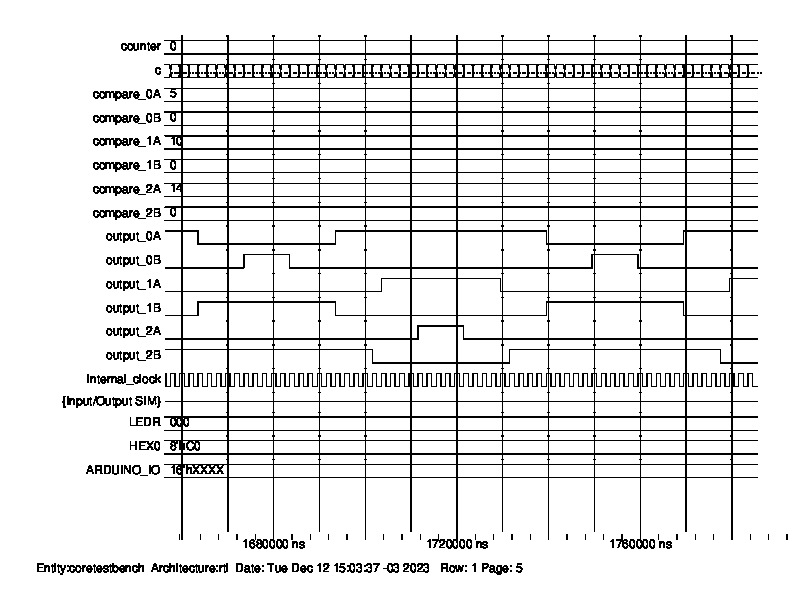 counter 0
c
compare_0A 5
compare_0B 0
compare_1A 10
compare_1B 0
compare_2A 14
compare_2B 0
output_0A
output_0B
output_1A
output_1B
output_2A
output_2B
internal_clock
{Input/Output SIM}
LEDR 000
HEX0 8'hC0
ARDUINO_IO 16'hXXXX
1680000 ns 1720000 ns 1760000 ns
Entity:coretestbench Architecture:rtl Date: Tue Dec 12 15:03:37 -03 2023 Row: 1 Page: 5